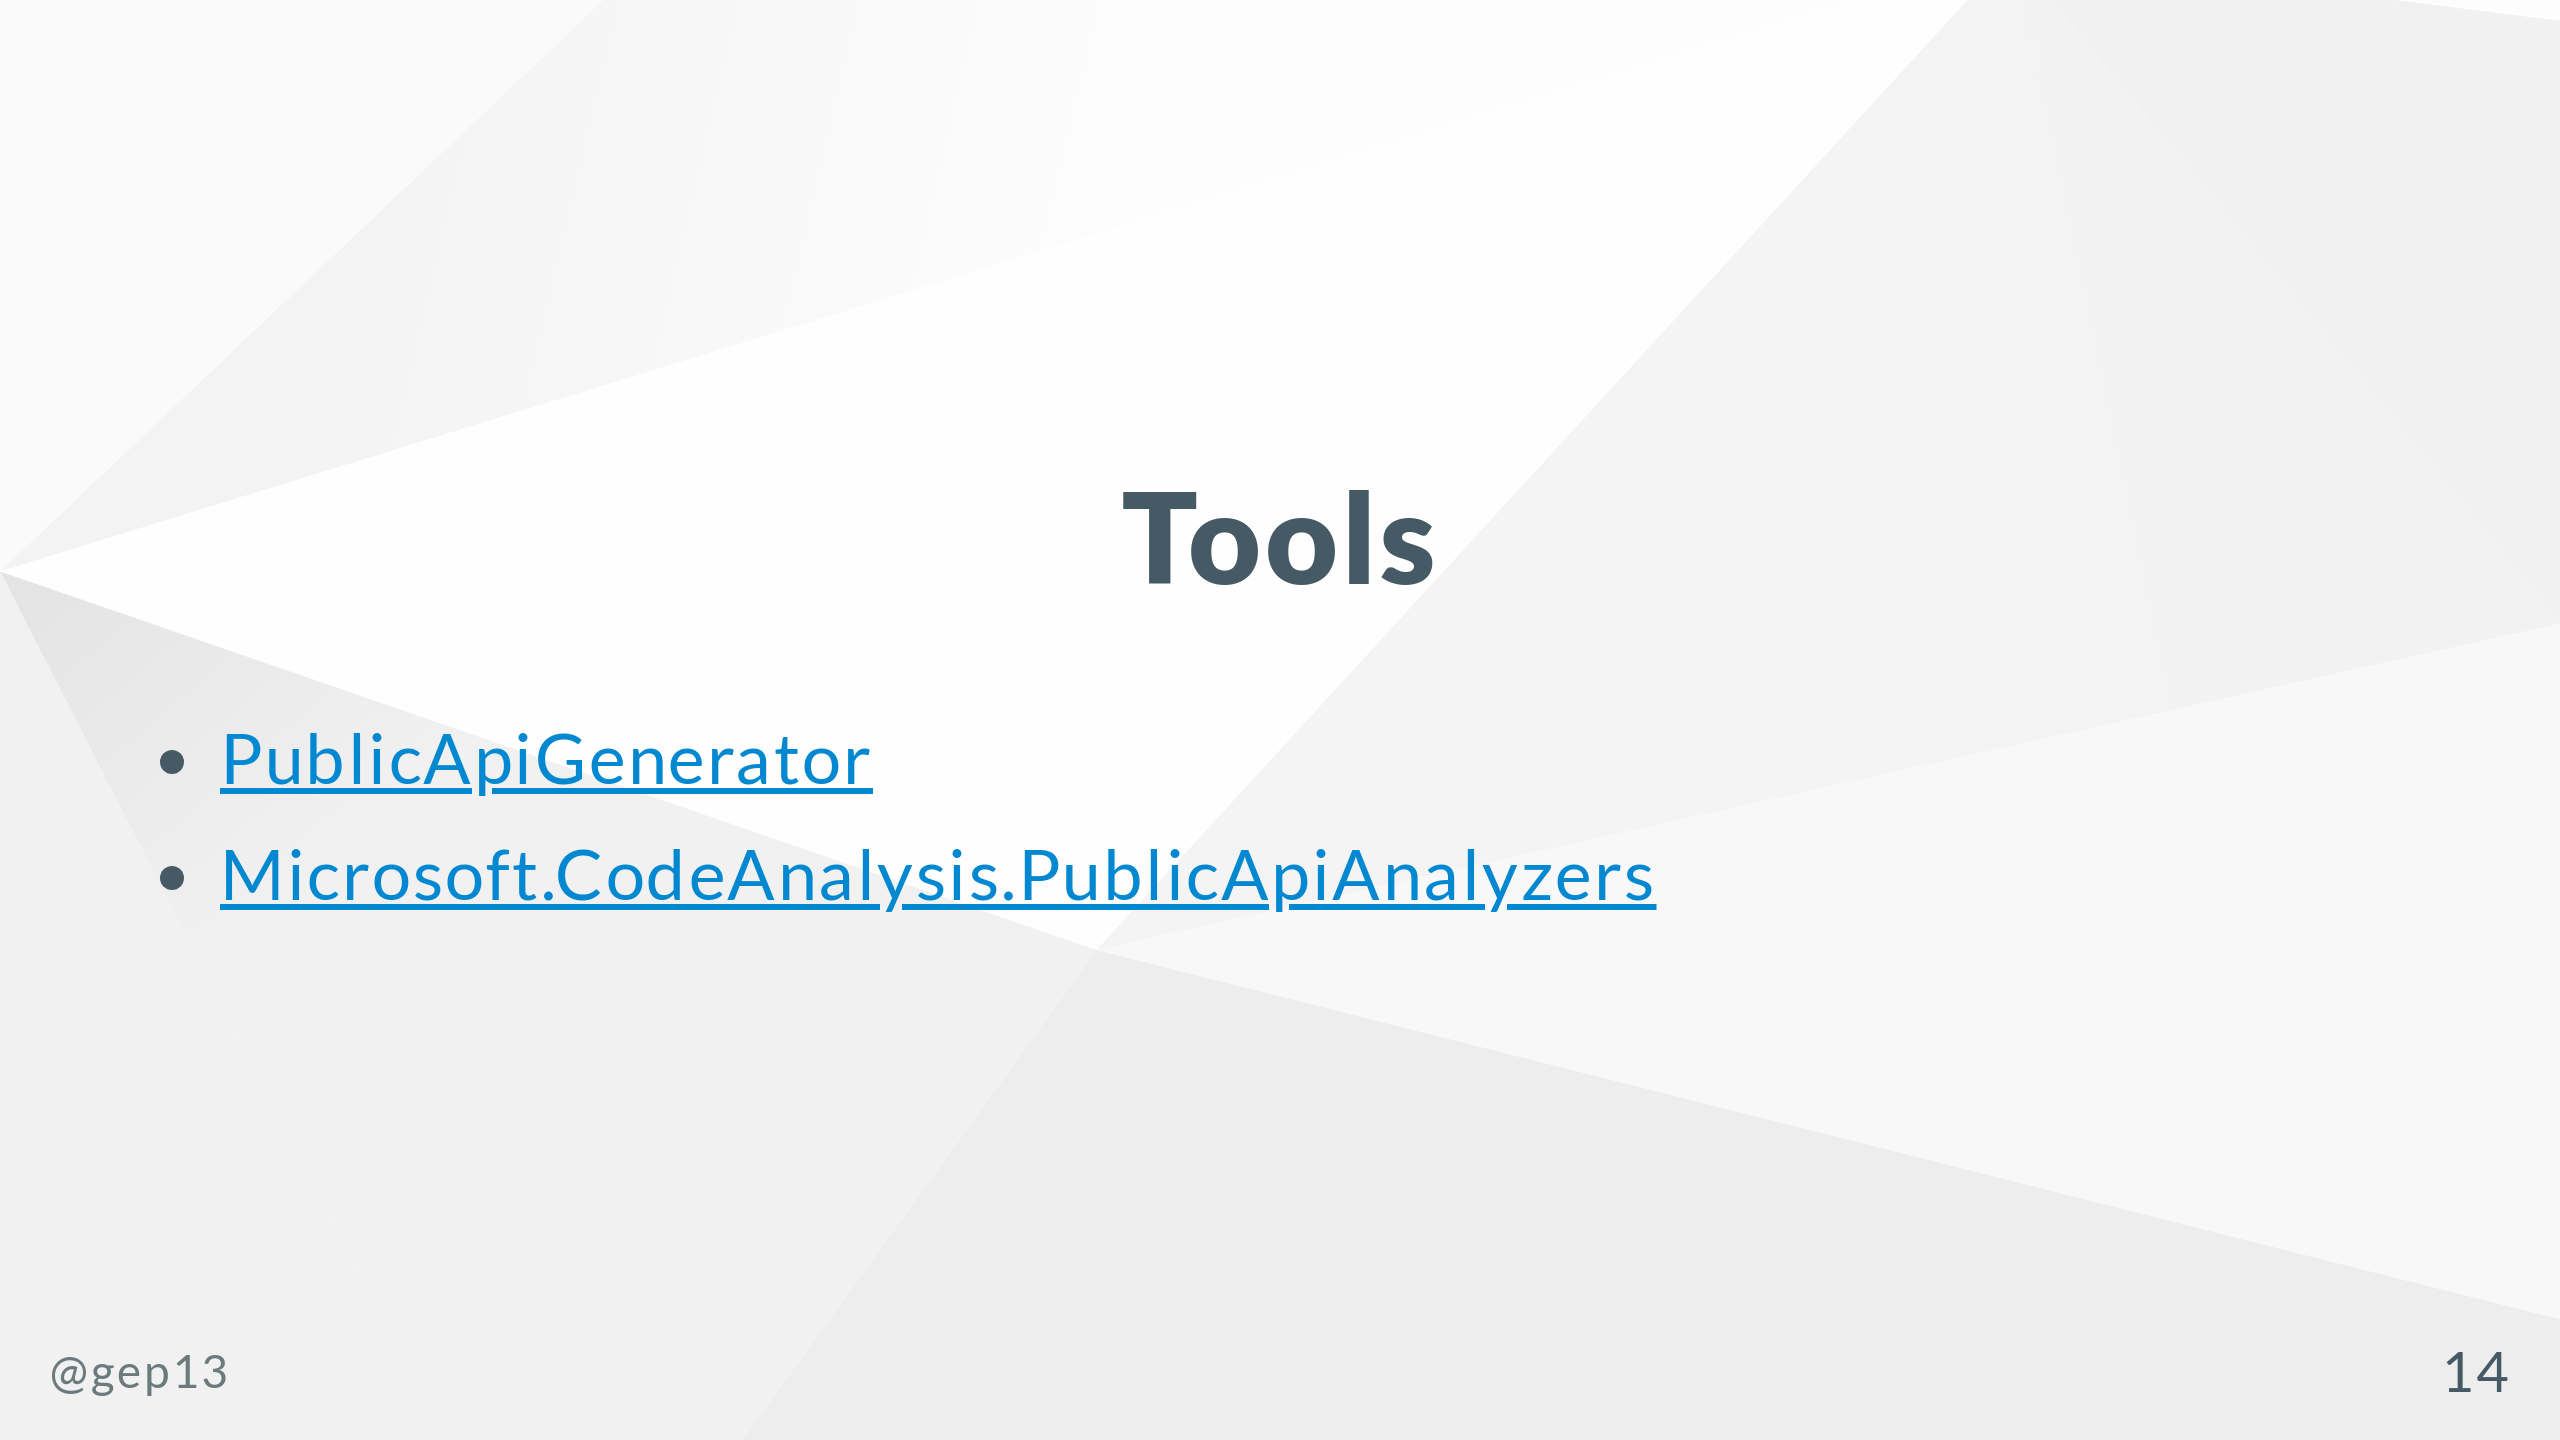 Tools
• PublicApiGenerator
• Microsoft.CodeAnalysis.PublicApiAnalyzers
@gep13
14